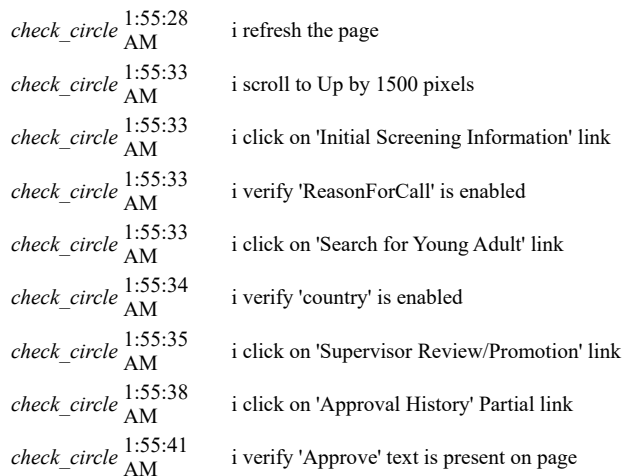 check_circle 1:55:28 AM i refresh the page
check_circle 1:55:33 AM i scroll to Up by 1500 pixels
check_circle 1:55:33 AM i click on 'Initial Screening Information' link
check_circle 1:55:33 AM i verify 'ReasonForCall' is enabled
check_circle 1:55:33 AM i click on 'Search for Young Adult' link
check_circle 1:55:34 AM i verify 'country' is enabled
check_circle 1:55:35 AM i click on 'Supervisor Review/Promotion' link
check_circle 1:55:38 AM i click on 'Approval History' Partial link
check_circle 1:55:41 AM i verify 'Approve' text is present on page